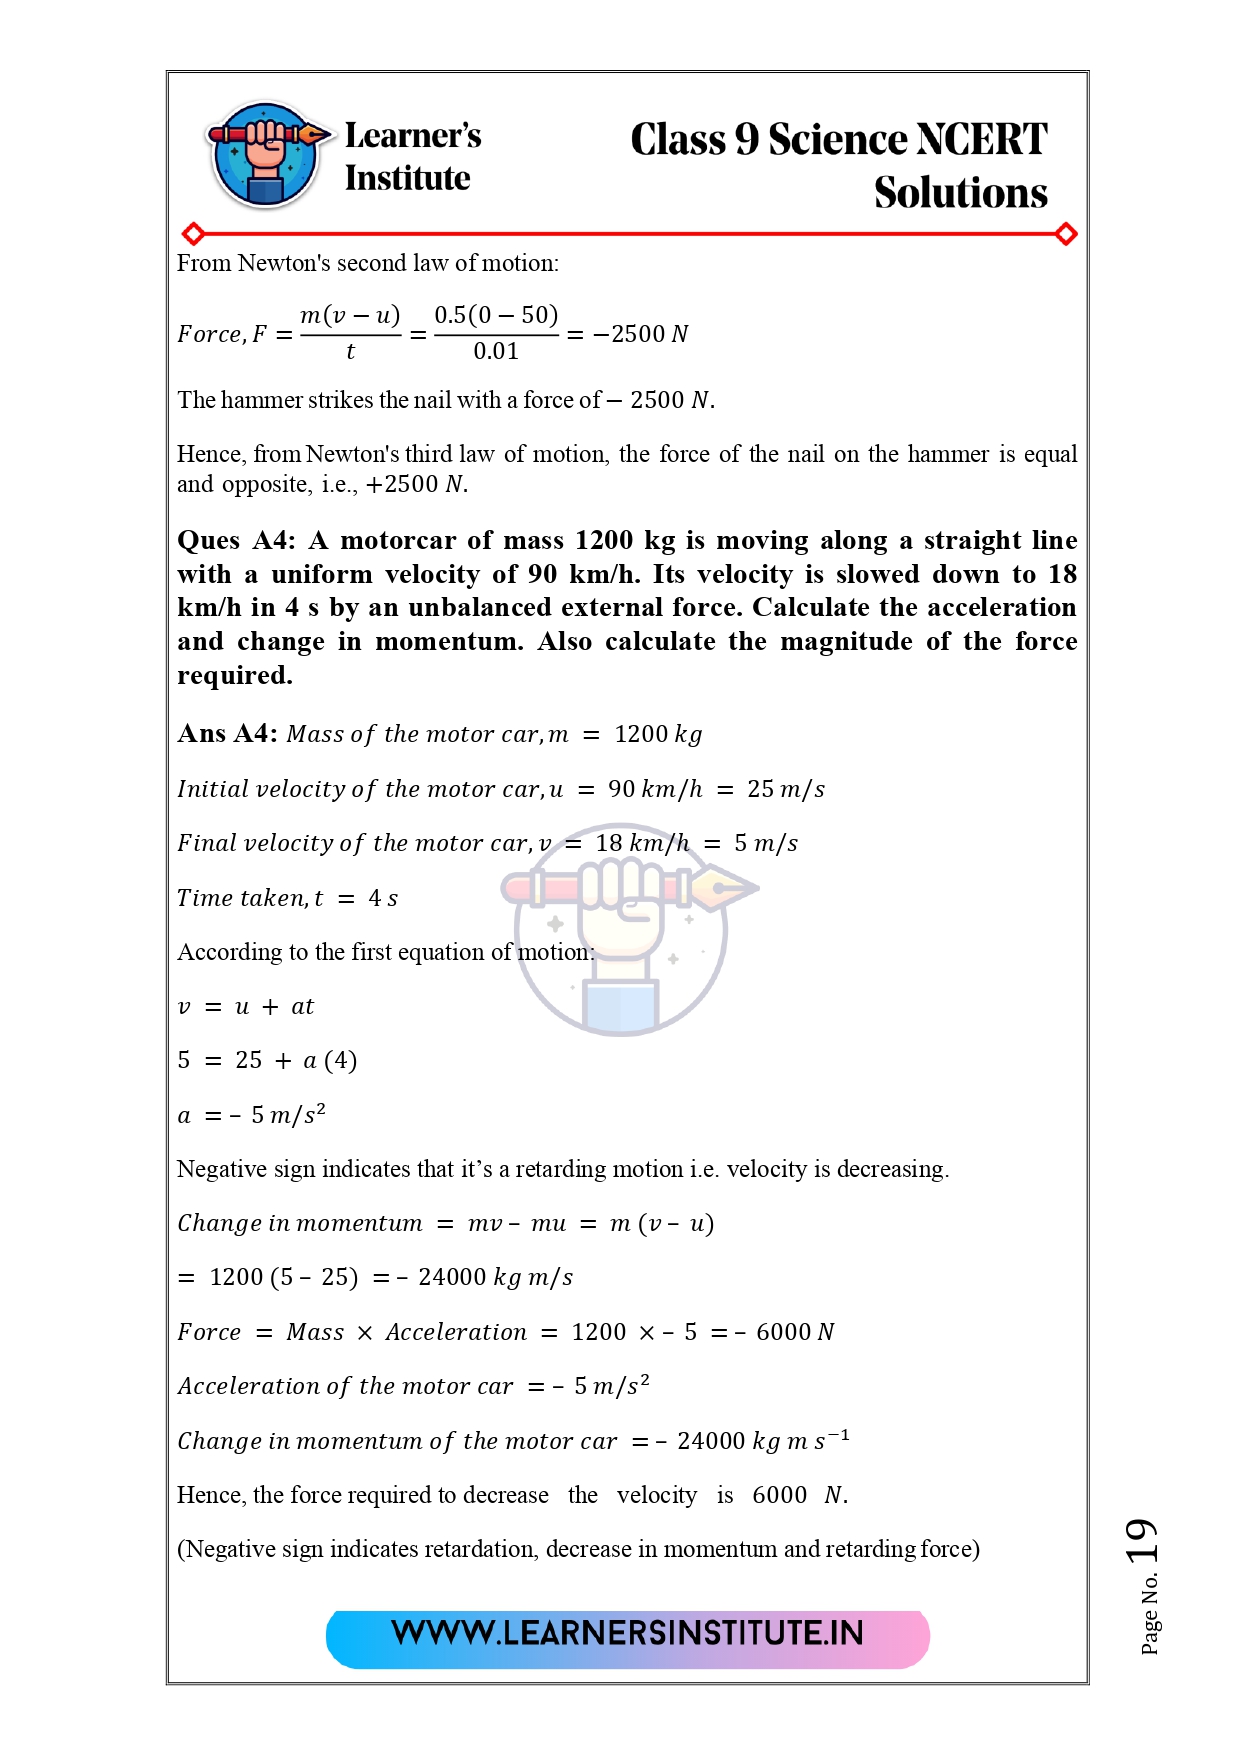 Learner's
Institute
Class 9 Science NCERT
Solutions
From Newton's second law of motion:
Force, F = m(v − u)/t = 0.5(0 − 50)/0.01 = −2500 N
The hammer strikes the nail with a force of − 2500 N.
Hence, from Newton's third law of motion, the force of the nail on the hammer is equal
and opposite, i.e., +2500 N.
Ques A4: A motorcar of mass 1200 kg is moving along a straight line
with a uniform velocity of 90 km/h. Its velocity is slowed down to 18
km/h in 4 s by an unbalanced external force. Calculate the acceleration
and change in momentum. Also calculate the magnitude of the force
required.
Ans A4: Mass of the motor car, m = 1200 kg
Initial velocity of the motor car, u = 90 km/h = 25 m/s
Final velocity of the motor car, v = 18 km/h = 5 m/s
Time taken, t = 4 s
According to the first equation of motion:
v = u + at
5 = 25 + a (4)
a = – 5 m/s²
Negative sign indicates that it’s a retarding motion i.e. velocity is decreasing.
Change in momentum = mv – mu = m (v – u)
= 1200 (5 – 25) = – 24000 kg m/s
Force = Mass × Acceleration = 1200 × – 5 = – 6000 N
Acceleration of the motor car = – 5 m/s²
Change in momentum of the motor car = – 24000 kg m s⁻¹
Hence, the force required to decrease the velocity is 6000 N.
(Negative sign indicates retardation, decrease in momentum and retarding force)
Page No. 19
WWW.LEARNERSINSTITUTE.IN